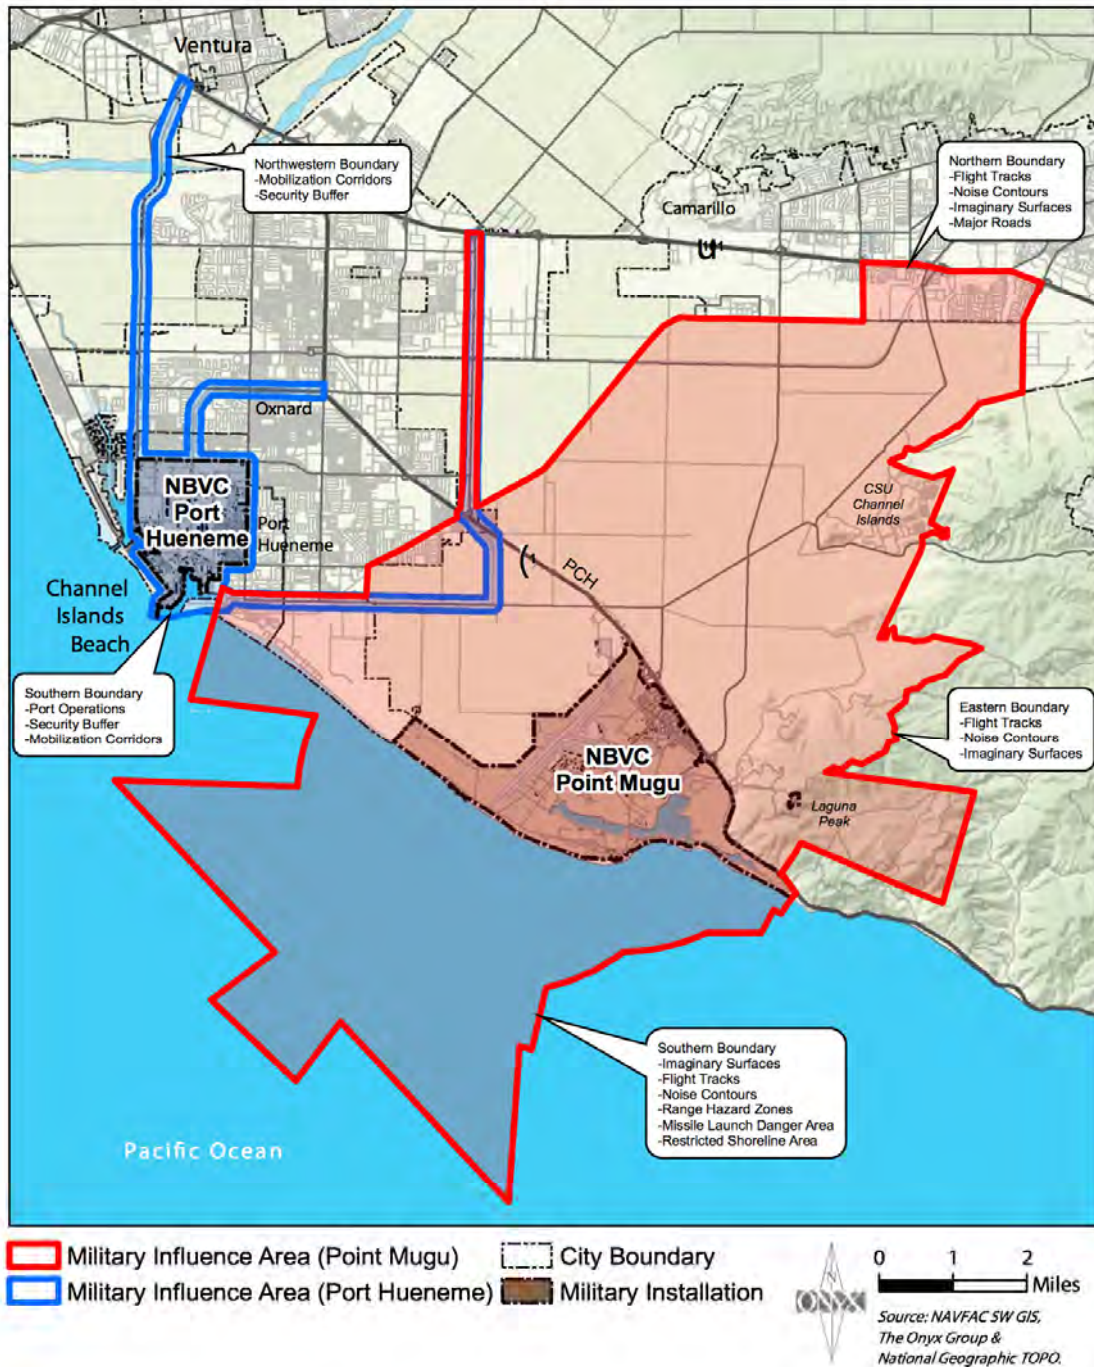 Ventura
Northwestern Boundary
-Mobilization Corridors
-Security Buffer
Camarillo
Northern Boundary
-Flight Tracks
-Noise Contours
-Imaginary Surfaces
-Major Roads
Oxnard
NBVC
Port
Hueneme
Port
Hueneme
CSU
Channel
Islands
PCH
Channel
Islands
Beach
Southern Boundary
-Port Operations
-Security Buffer
-Mobilization Corridors
Eastern Boundary
-Flight Tracks
-Noise Contours
-Imaginary Surfaces
NBVC
Point Mugu
Laguna
Peak
Southern Boundary
-Imaginary Surfaces
-Flight Tracks
-Noise Contours
-Range Hazard Zones
-Missile Launch Danger Area
-Restricted Shoreline Area
Pacific Ocean
Military Influence Area (Point Mugu)
City Boundary
Military Influence Area (Port Hueneme)
Military Installation
ONYX
0 1 2
Miles
Source: NAVFAC SW GIS,
The Onyx Group &
National Geographic TOPO.